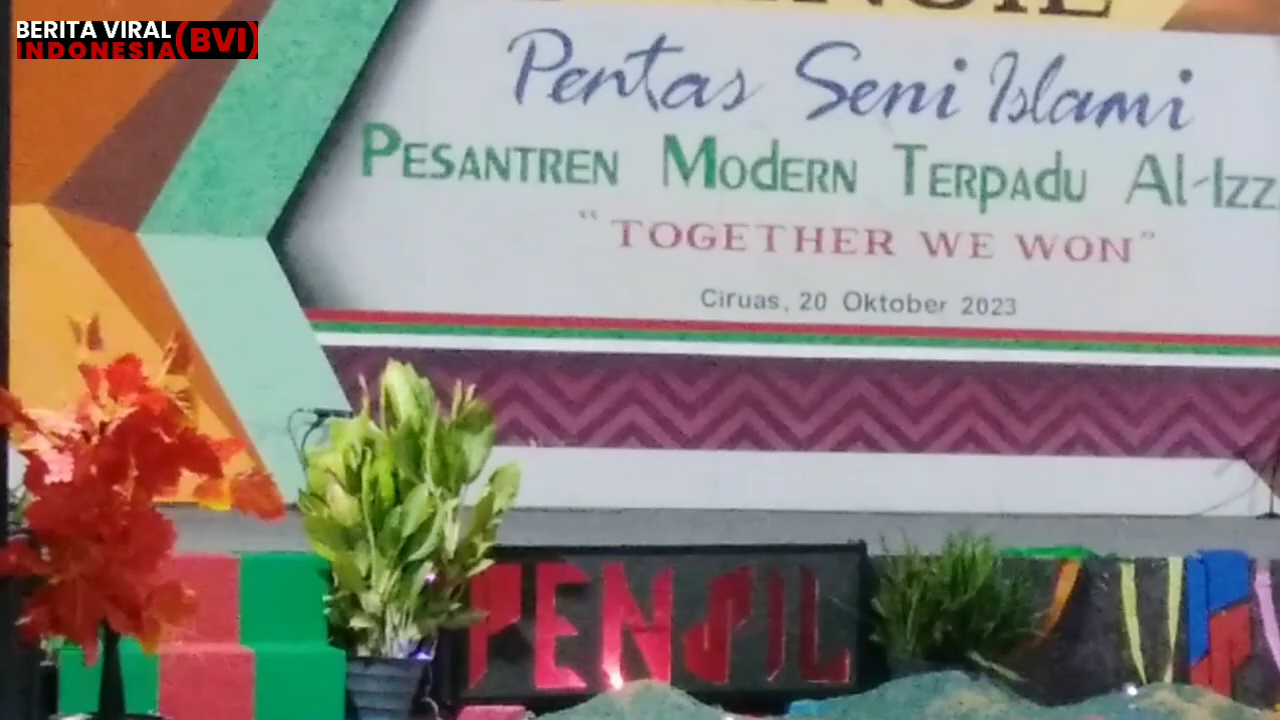 BERITA VIRAL
INDONESIA (BVI)
Pentas Seni Islami
PESANTREN MODERN TERPADU Al-Izz
“TOGETHER WE WON”
Ciruas, 20 Oktober 2023
PENSIL